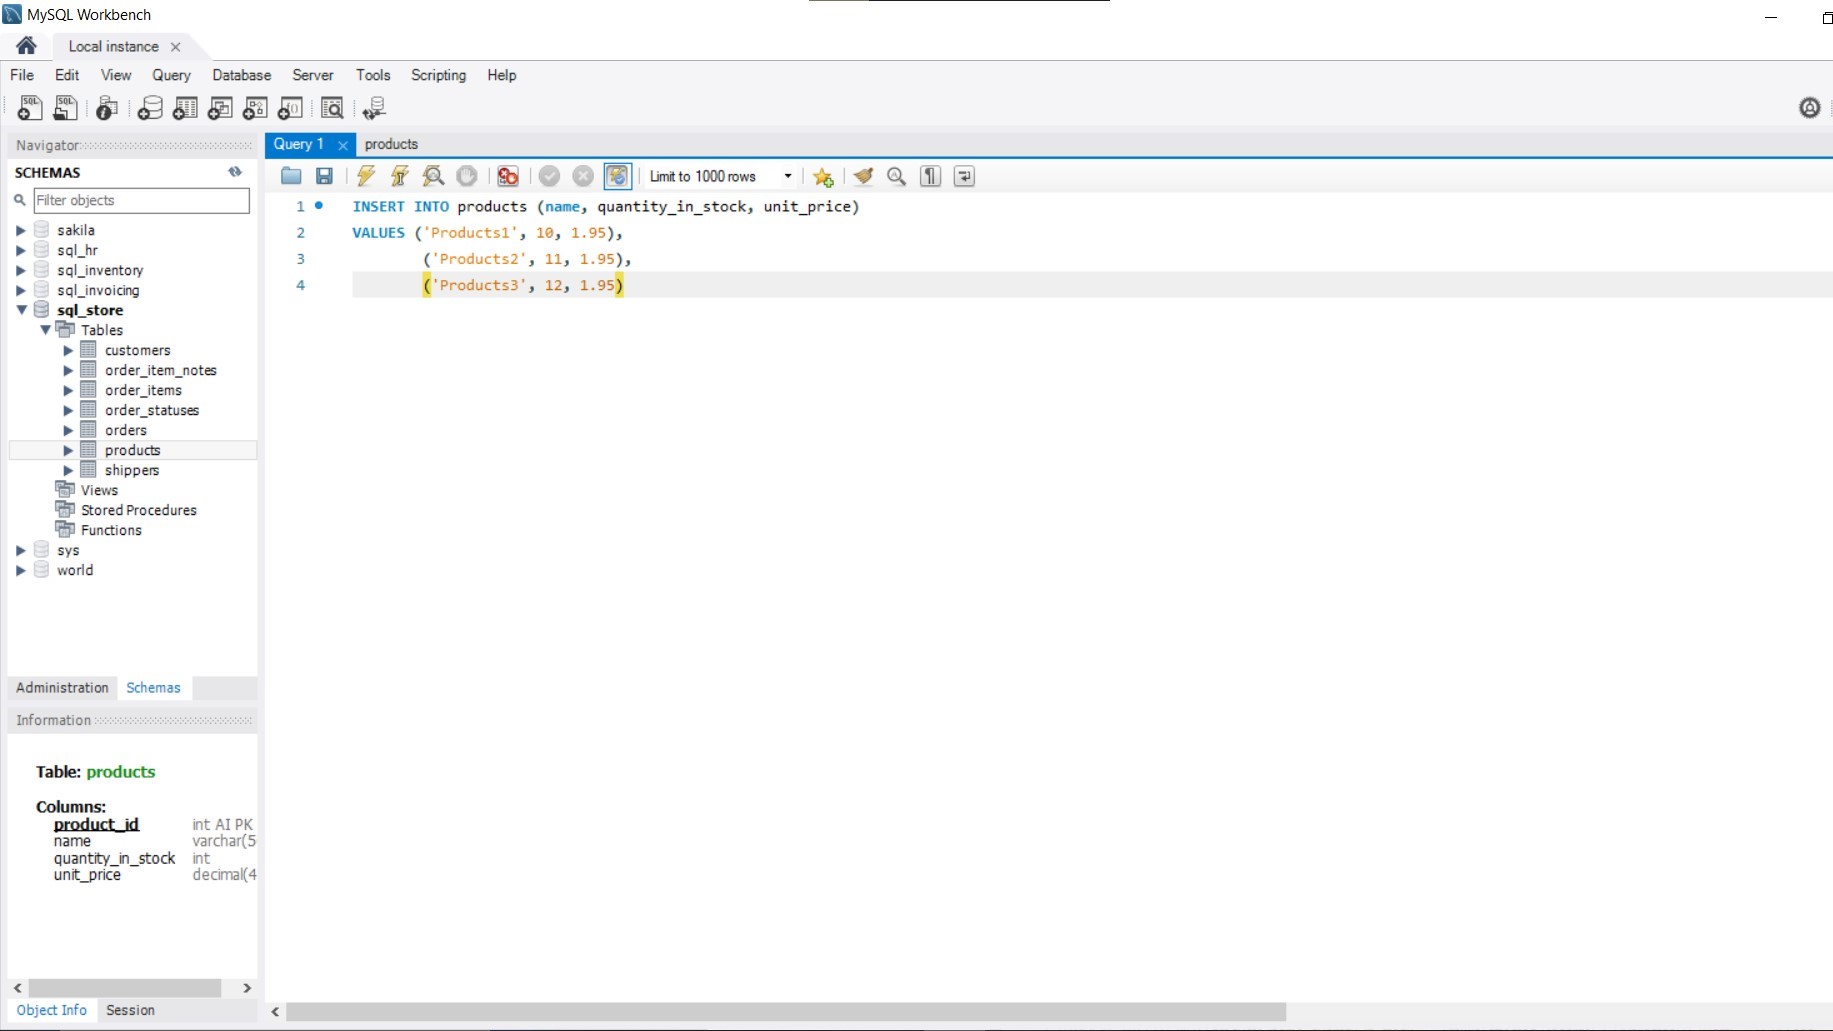 MySQL Workbench
Local instance
File Edit View Query Database Server Tools Scripting Help
Navigator
SCHEMAS
Filter objects
sakila
sql_hr
sql_inventory
sql_invoicing
sql_store
Tables
customers
order_item_notes
order_items
order_statuses
orders
products
shippers
Views
Stored Procedures
Functions
sys
world
Administration Schemas
Information
Table: products
Columns:
product_id int AI PK
name varchar(5
quantity_in_stock int
unit_price decimal(4
Object Info Session
Query 1 products
Limit to 1000 rows
1 INSERT INTO products (name, quantity_in_stock, unit_price)
2 VALUES ('Products1', 10, 1.95),
3 ('Products2', 11, 1.95),
4 ('Products3', 12, 1.95)